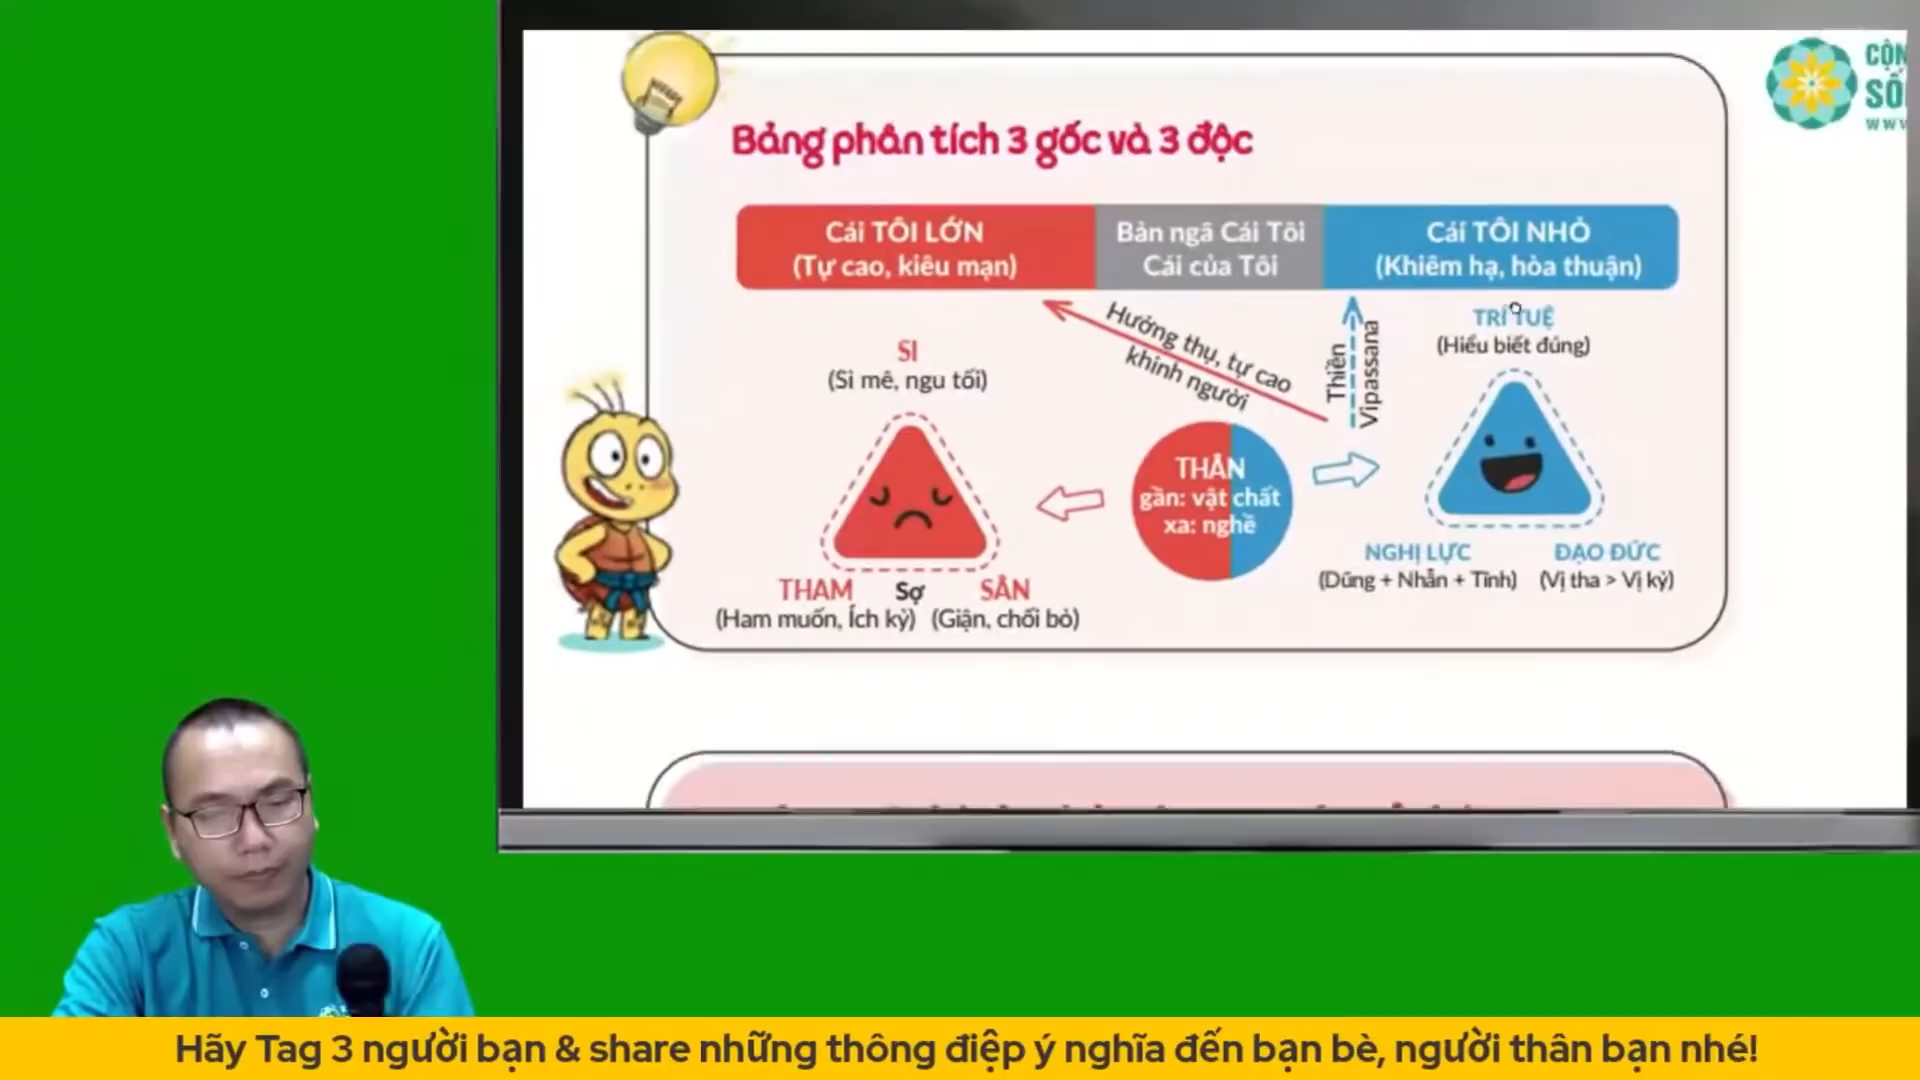 Bảng phân tích 3 gốc và 3 độc
Cái TÔI LỚN
(Tự cao, kiêu mạn)
Bản ngã Cái Tôi
Cái của Tôi
Cái TÔI NHỎ
(Khiêm hạ, hòa thuận)
Hưởng thụ, tự cao
khinh người
Thiền
Vipassana
TRÍ TUỆ
(Hiểu biết đúng)
SI
(Si mê, ngu tối)
THÂN
gần: vật chất
xa: nghề
NGHỊ LỰC
(Dũng + Nhẫn + Tĩnh)
ĐẠO ĐỨC
(Vị tha > Vị kỷ)
THAM
Sợ
SÂN
(Ham muốn, Ích kỷ)
(Giận, chối bỏ)
Hãy Tag 3 người bạn & share những thông điệp ý nghĩa đến bạn bè, người thân bạn nhé!